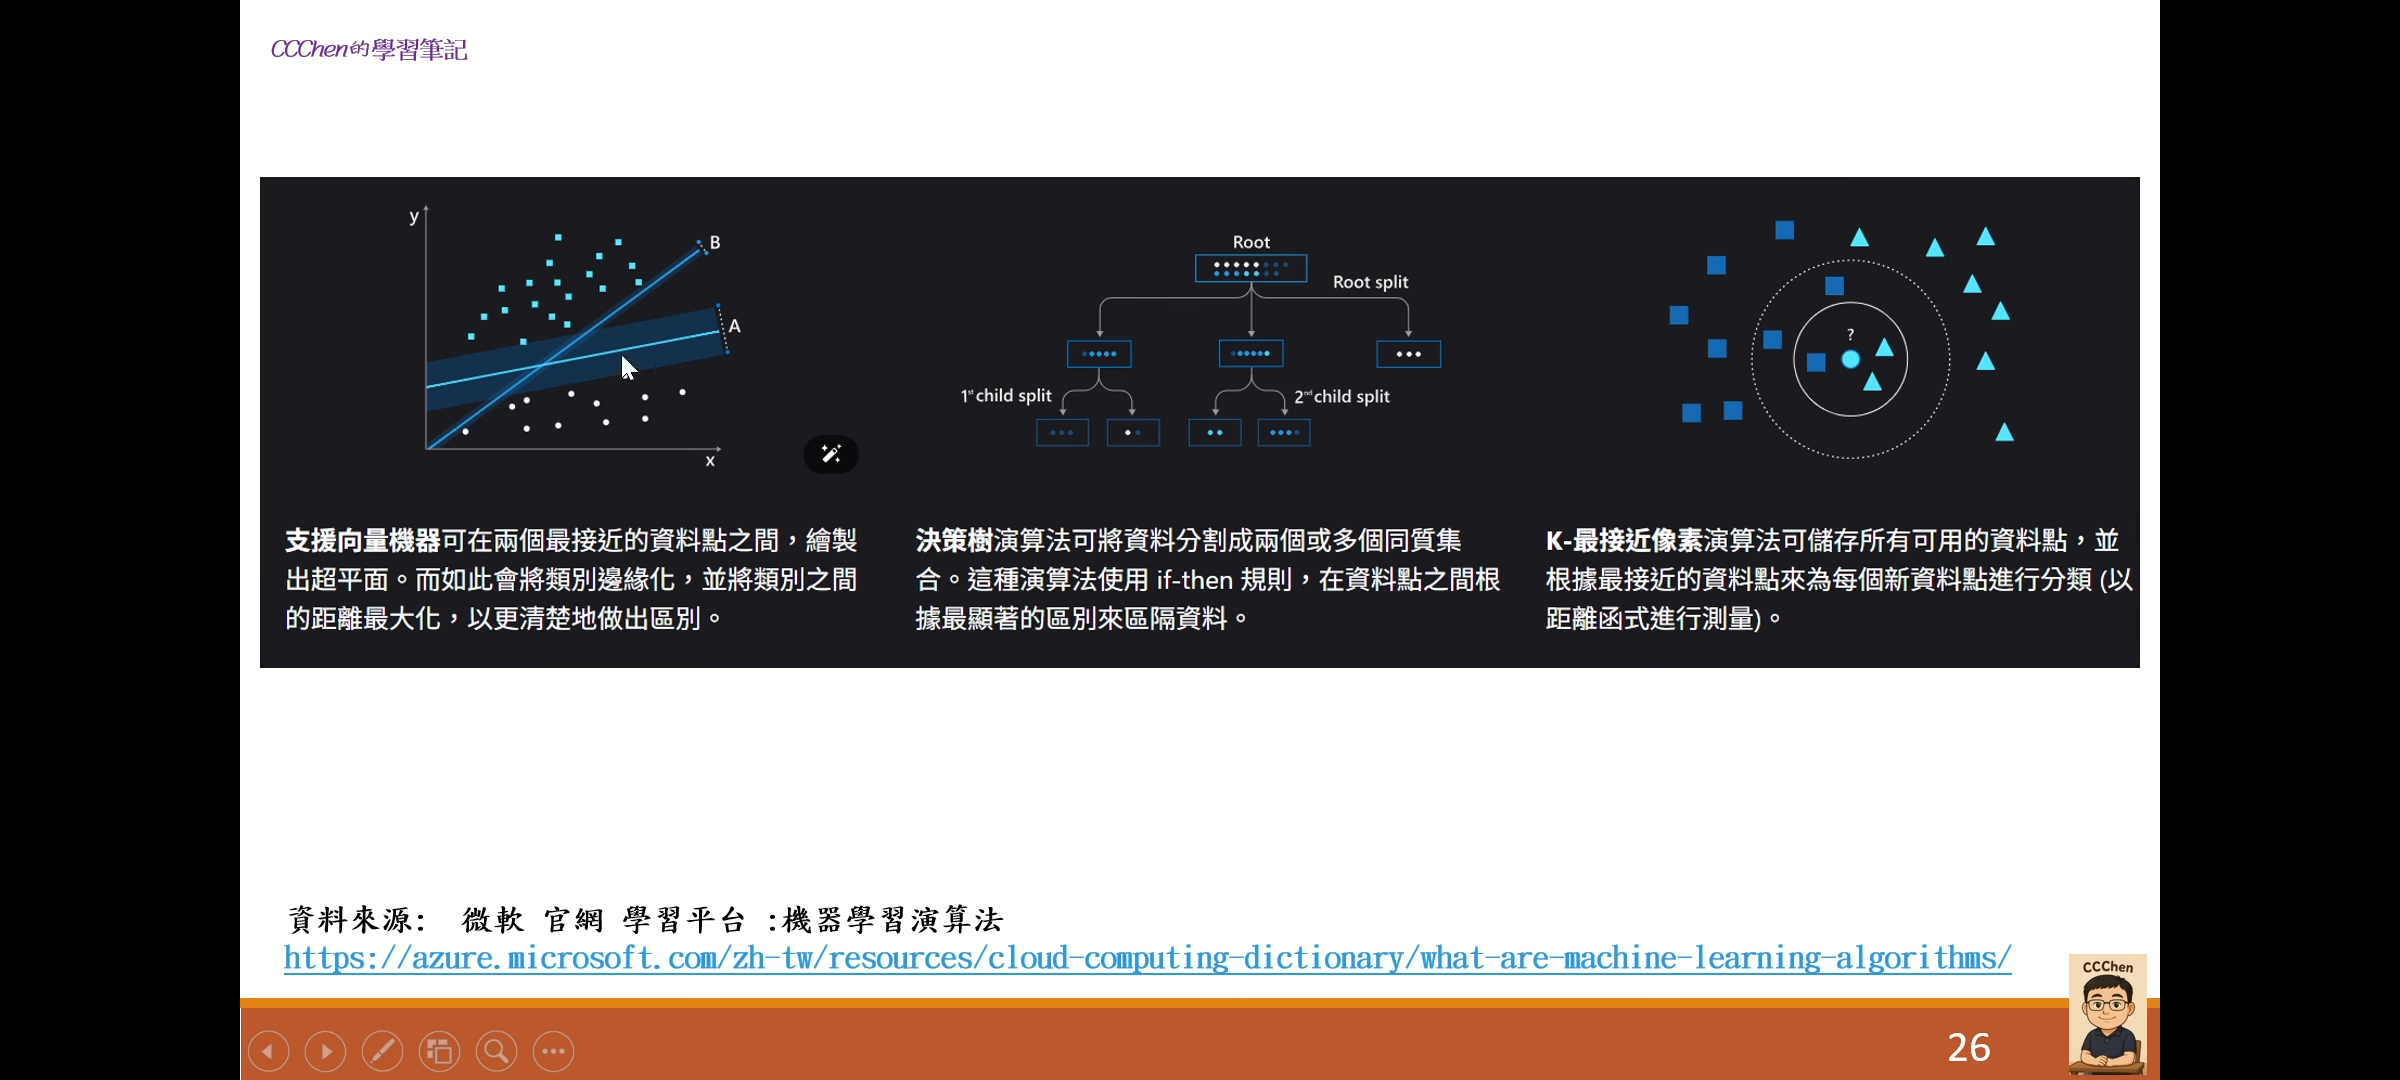 CCChen的學習筆記
y
B
A
x
Root
Root split
1st child split
2nd child split
?
支援向量機器可在兩個最接近的資料點之間，繪製
出超平面。而如此會將類別邊緣化，並將類別之間
的距離最大化，以更清楚地做出區別。
決策樹演算法可將資料分割成兩個或多個同質集
合。這種演算法使用 if-then 規則，在資料點之間根
據最顯著的區別來區隔資料。
K-最接近像素演算法可儲存所有可用的資料點，並
根據最接近的資料點來為每個新資料點進行分類 (以
距離函式進行測量)。
資料來源: 微軟 官網 學習平台 :機器學習演算法
https://azure.microsoft.com/zh-tw/resources/cloud-computing-dictionary/what-are-machine-learning-algorithms/
CCChen
26